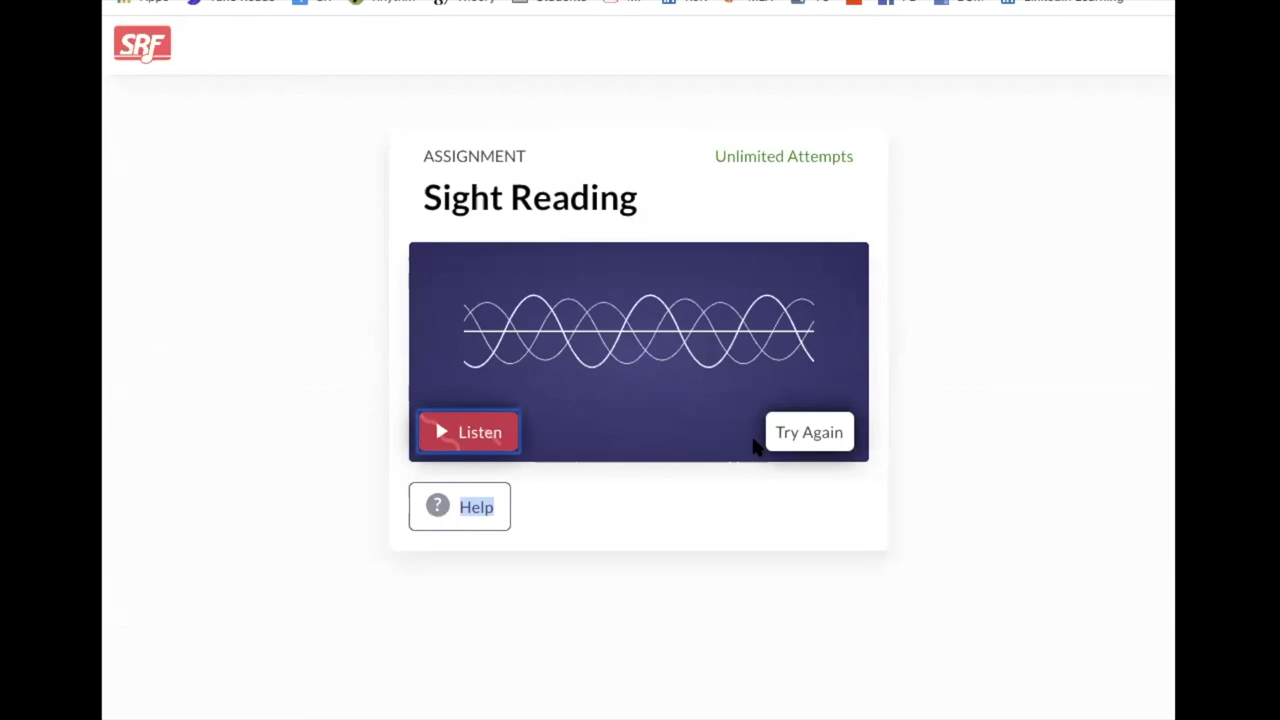 SRF
ASSIGNMENT
Unlimited Attempts
Sight Reading
Listen
Try Again
? Help